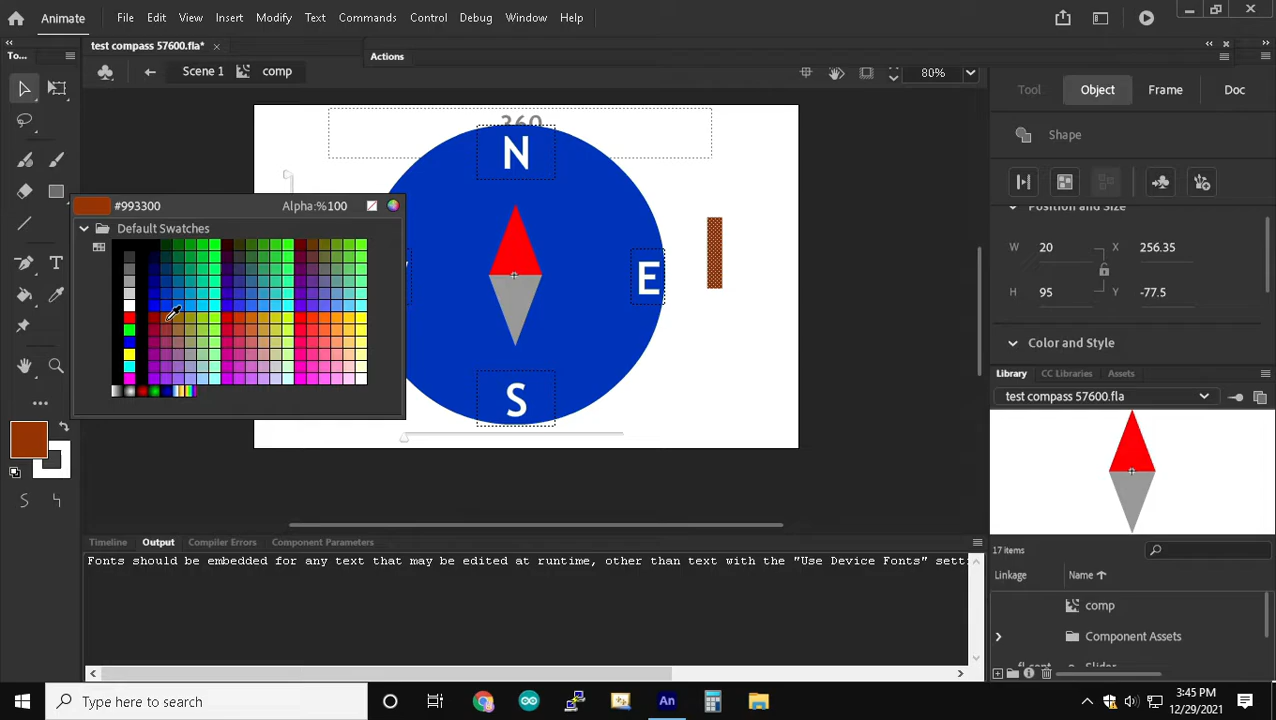 Animate
File Edit View Insert Modify Text Commands Control Debug Window Help
test compass 57600.fla* ×
Actions
To...
Scene 1 comp
80%
Tool Object Frame Doc
Shape
Position and Size
W 20 X 256.35
H 95 Y -77.5
Color and Style
360
N
E
S
#993300 Alpha:%100
Default Swatches
Library CC Libraries Assets
test compass 57600.fla
17 items
Linkage Name
comp
Component Assets
Slider
Timeline Output Compiler Errors Component Parameters
Fonts should be embedded for any text that may be edited at runtime, other than text with the "Use Device Fonts" sett
Type here to search
An
3:45 PM
12/29/2021